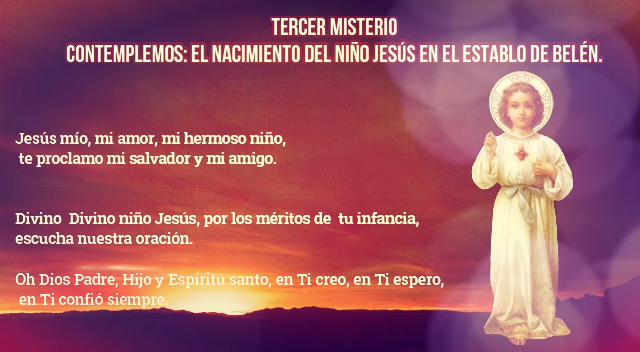 TERCER MISTERIO
CONTEMPLEMOS: EL NACIMIENTO DEL NIÑO JESÚS EN EL ESTABLO DE BELÉN.
Jesús mío, mi amor, mi hermoso niño,
te proclamo mi salvador y mi amigo.
Divino Divino niño Jesús, por los méritos de tu infancia,
escucha nuestra oración.
Oh Dios Padre, Hijo y Espíritu santo, en Ti creo, en Ti espero,
en Ti confió siempre.